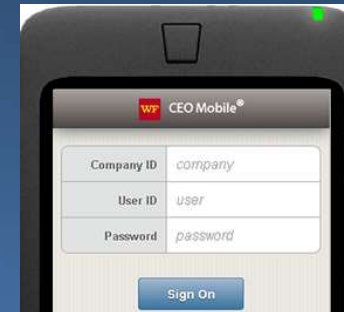 WF CEO Mobile®
Company ID company
User ID user
Password password
Sign On